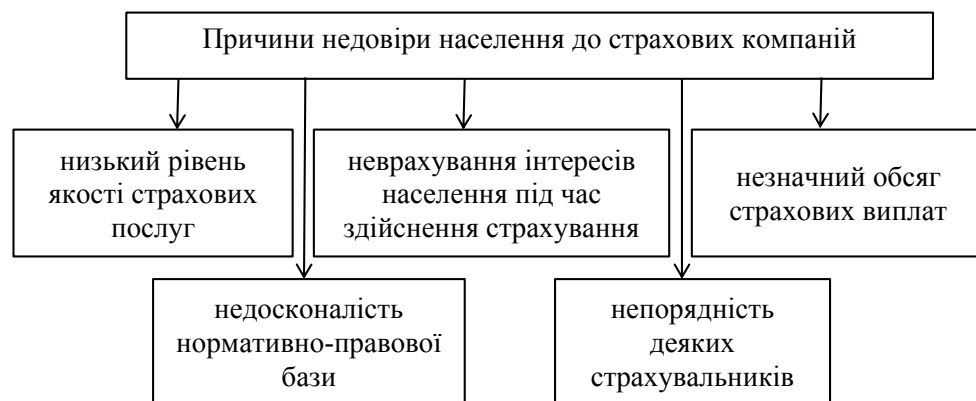 Причини недовіри населення до страхових компаній
низький рівень
якості страхових
послуг
неврахування інтересів
населення під час
здійснення страхування
незначний обсяг
страхових виплат
недосконалість
нормативно-правової
бази
непорядність
деяких
страхувальників